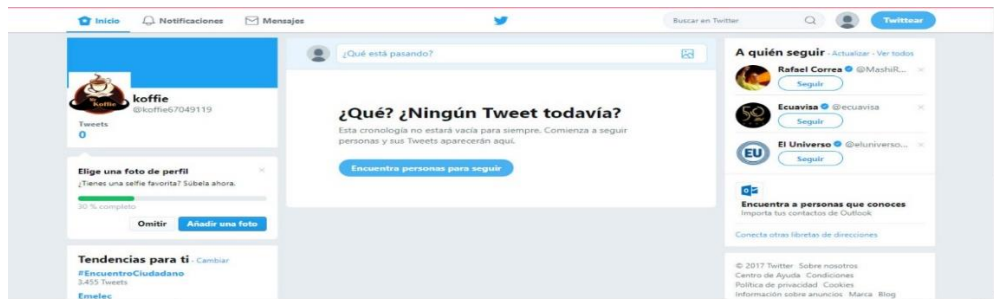 Inicio Notificaciones Mensajes Buscar en Twitter Twittear
Koffie
koffie
@koffie67049119
Tweets
0
Elige una foto de perfil
¿Tienes una selfie favorita? Súbela ahora.
30 % completo
Omitir Añadir una foto
Tendencias para ti · Cambiar
#EncuentroCiudadano
3.455 Tweets
Emelec
¿Qué está pasando?
¿Qué? ¿Ningún Tweet todavía?
Esta cronología no estará vacía para siempre. Comienza a seguir
personas y sus Tweets aparecerán aquí.
Encuentra personas para seguir
A quién seguir · Actualizar · Ver todos
Rafael Correa @MashiR...
Seguir
Ecuavisa @ecuavisa
Seguir
El Universo @eluniverso...
EU
Seguir
Encuentra a personas que conoces
Importa tus contactos de Outlook
Conecta otras libretas de direcciones
© 2017 Twitter Sobre nosotros
Centro de Ayuda Condiciones
Política de privacidad Cookies
Información sobre anuncios Marca Blog